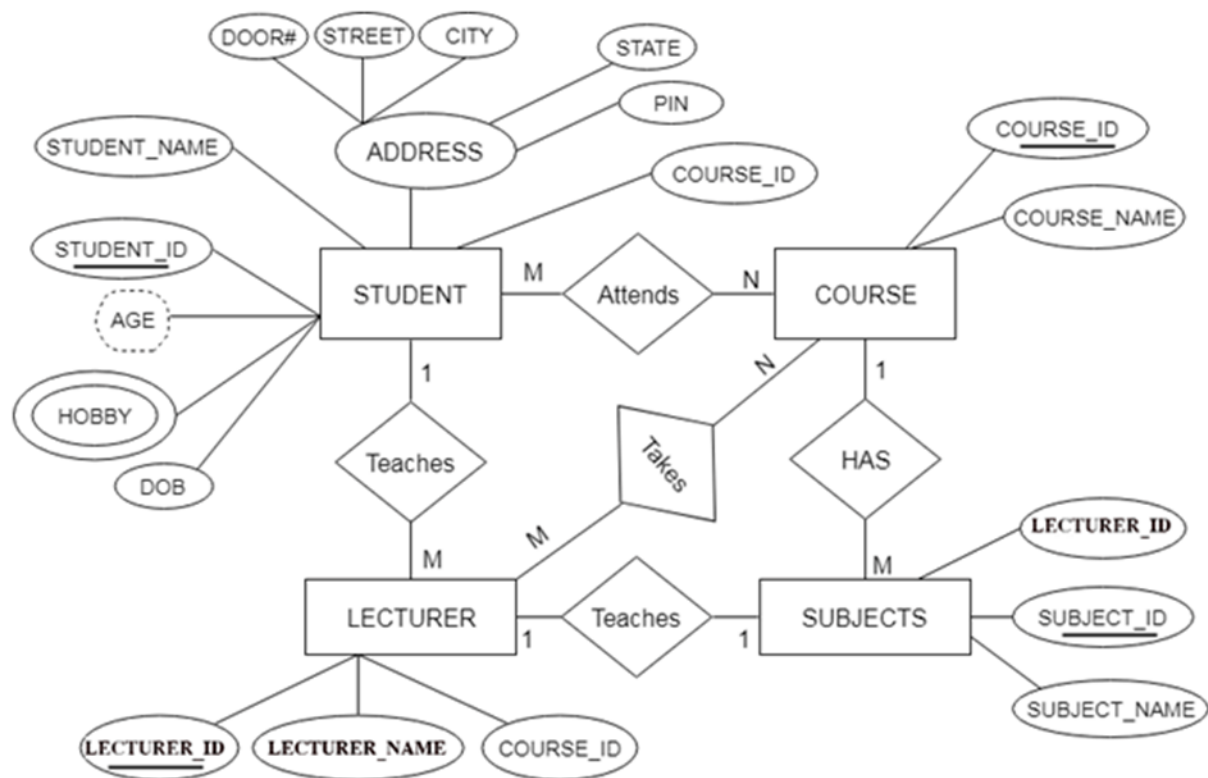 DOOR#
STREET
CITY
STATE
PIN
ADDRESS
STUDENT_NAME
COURSE_ID
COURSE_ID
COURSE_NAME
STUDENT_ID
STUDENT
M
Attends
N
COURSE
AGE
HOBBY
DOB
1
N
1
Teaches
Takes
HAS
M
M
M
LECTURER_ID
LECTURER
1
Teaches
1
SUBJECTS
SUBJECT_ID
SUBJECT_NAME
LECTURER_ID
LECTURER_NAME
COURSE_ID